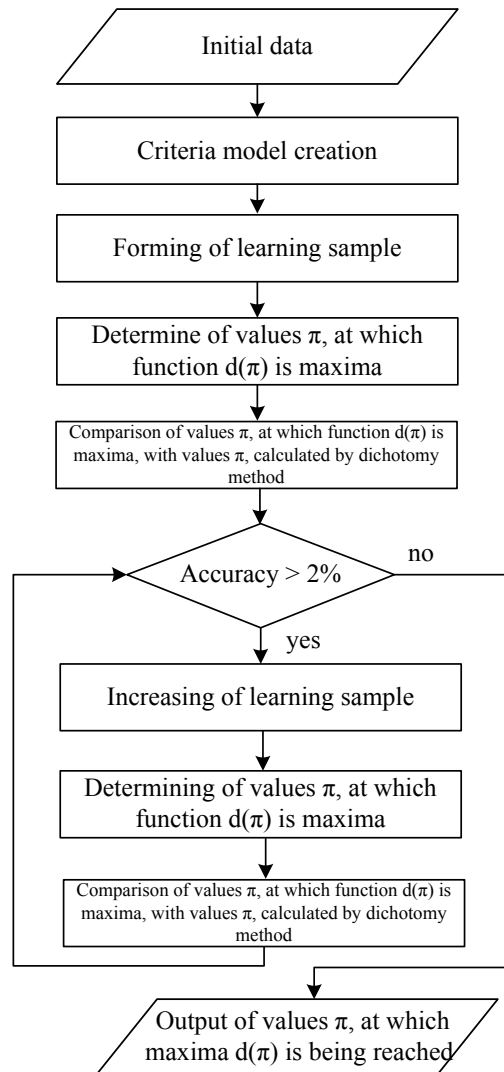 Initial data
Criteria model creation
Forming of learning sample
Determine of values π, at which
function d(π) is maxima
Comparison of values π, at which function d(π) is
maxima, with values π, calculated by dichotomy
method
Accuracy > 2%
no
yes
Increasing of learning sample
Determining of values π, at which
function d(π) is maxima
Comparison of values π, at which function d(π) is
maxima, with values π, calculated by dichotomy
method
Output of values π, at which
maxima d(π) is being reached